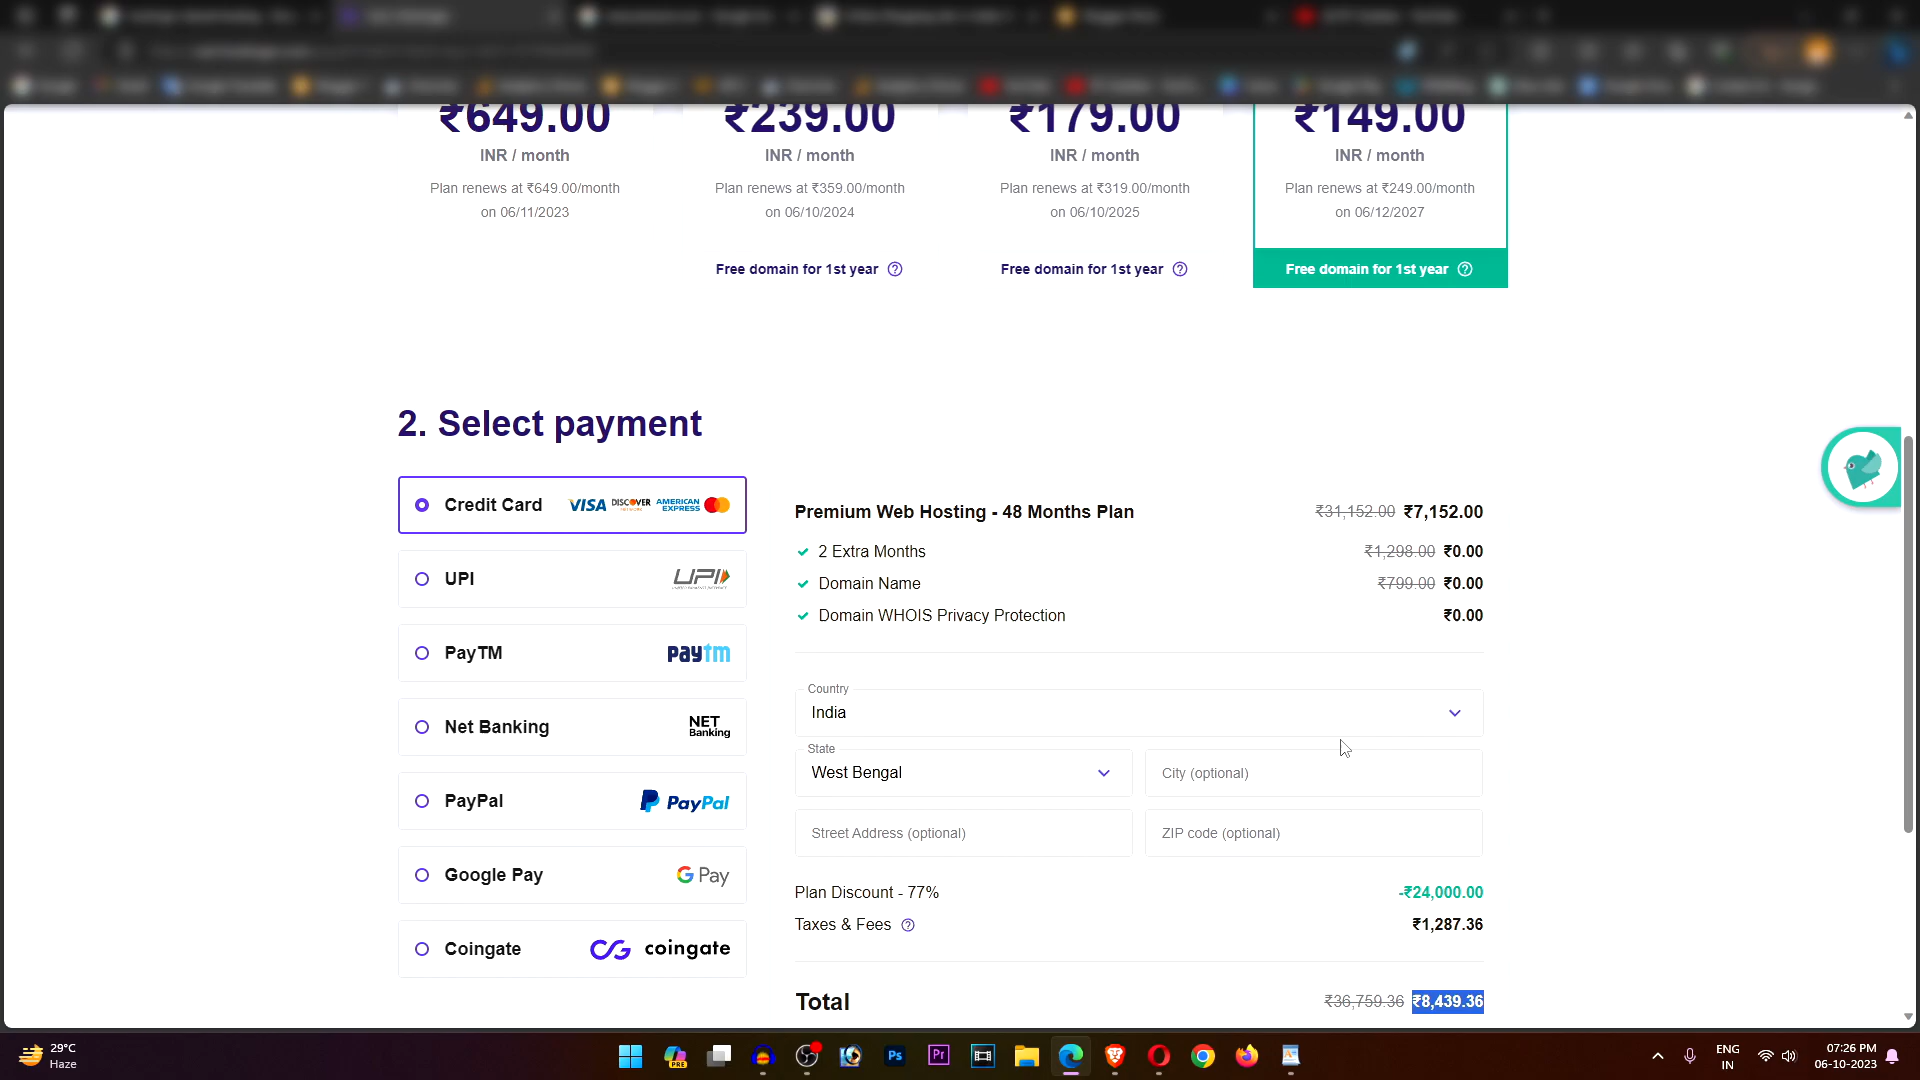 ₹649.00
INR / month
Plan renews at ₹649.00/month
on 06/11/2023
₹239.00
INR / month
Plan renews at ₹359.00/month
on 06/10/2024
Free domain for 1st year
₹179.00
INR / month
Plan renews at ₹319.00/month
on 06/10/2025
Free domain for 1st year
₹149.00
INR / month
Plan renews at ₹249.00/month
on 06/12/2027
Free domain for 1st year
2. Select payment
Credit Card VISA DISCOVER AMERICAN EXPRESS
UPI UPI
PayTM paytm
Net Banking NET Banking
PayPal PayPal
Google Pay G Pay
Coingate coingate
Premium Web Hosting - 48 Months Plan ₹31,152.00 ₹7,152.00
2 Extra Months ₹1,298.00 ₹0.00
Domain Name ₹799.00 ₹0.00
Domain WHOIS Privacy Protection ₹0.00
Country
India
State
West Bengal
City (optional)
Street Address (optional)
ZIP code (optional)
Plan Discount - 77% -₹24,000.00
Taxes & Fees ₹1,287.36
Total ₹36,759.36 ₹8,439.36
29°C
Haze
PRE
Ps
Pr
ENG
IN
07:26 PM
06-10-2023